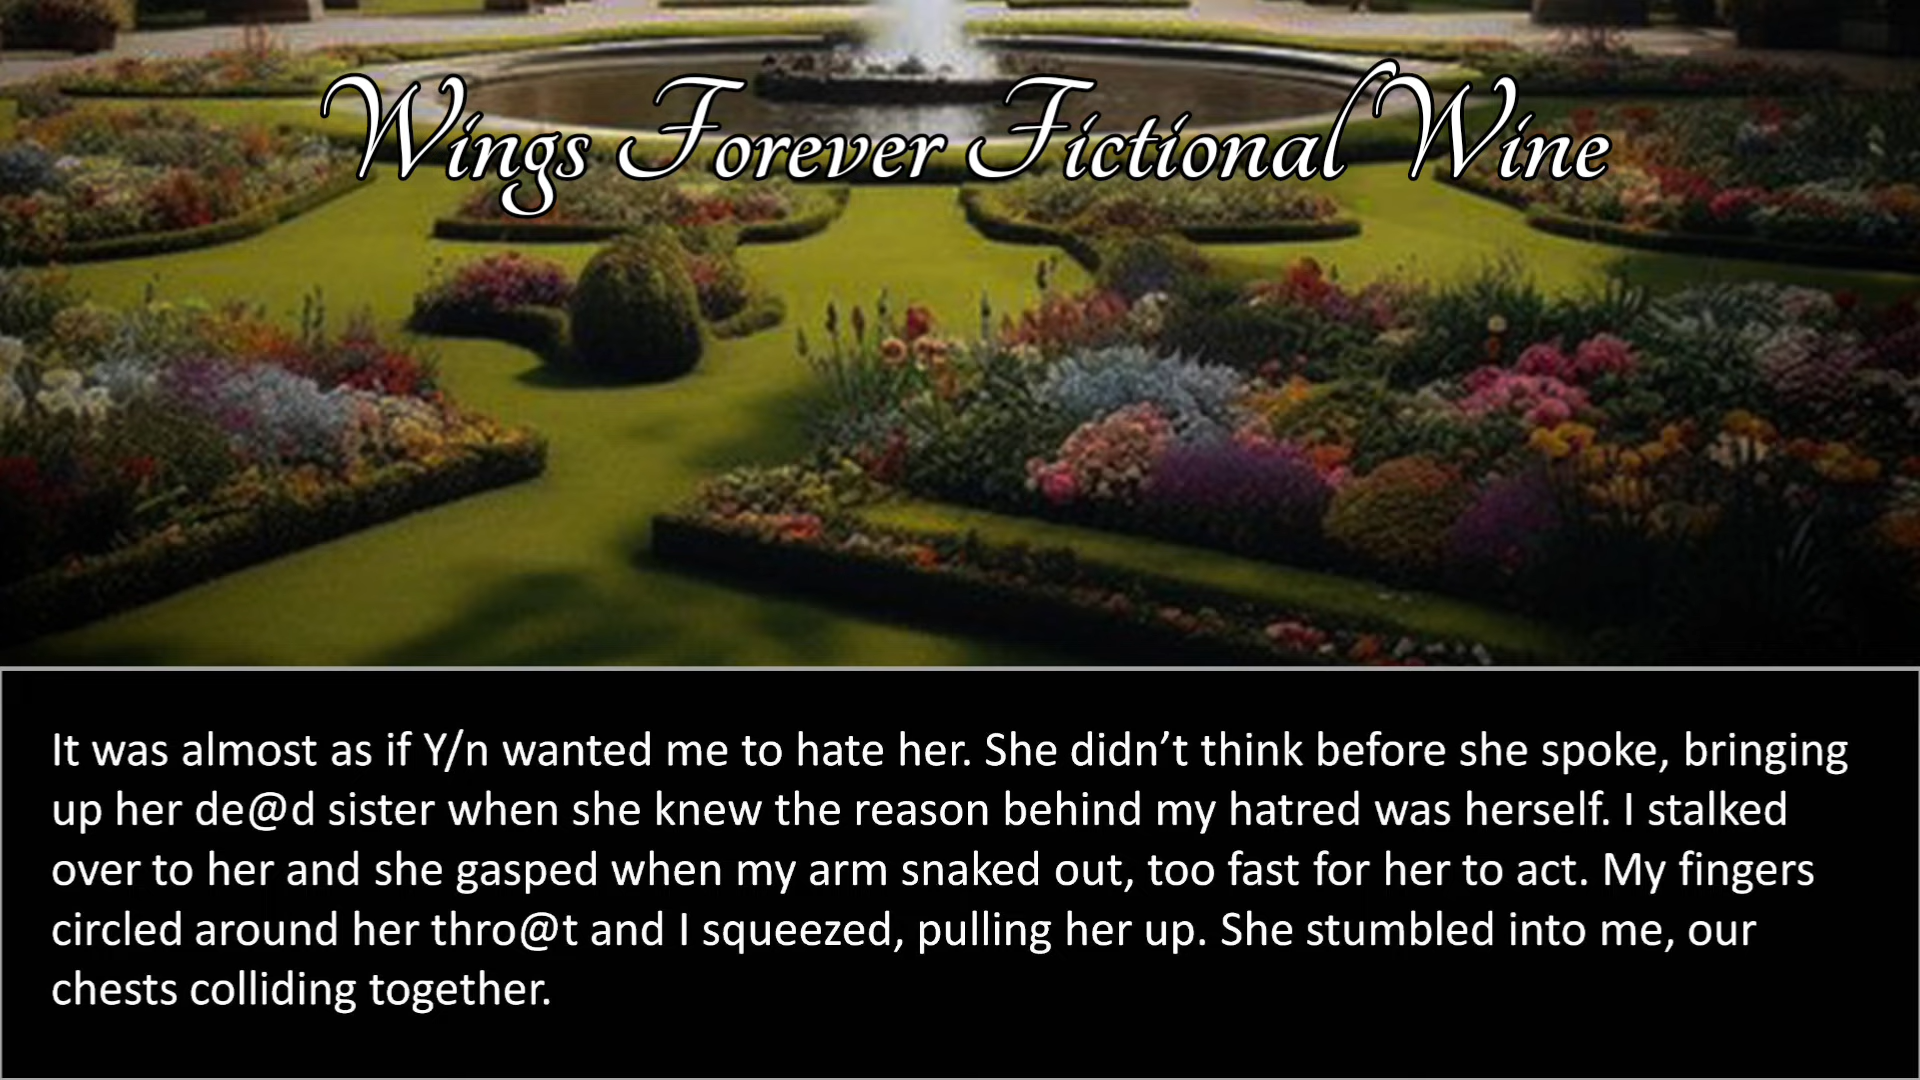 Wings Forever Fictional Wine
It was almost as if Y/n wanted me to hate her. She didn’t think before she spoke, bringing
up her de@d sister when she knew the reason behind my hatred was herself. I stalked
over to her and she gasped when my arm snaked out, too fast for her to act. My fingers
circled around her thro@t and I squeezed, pulling her up. She stumbled into me, our
chests colliding together.